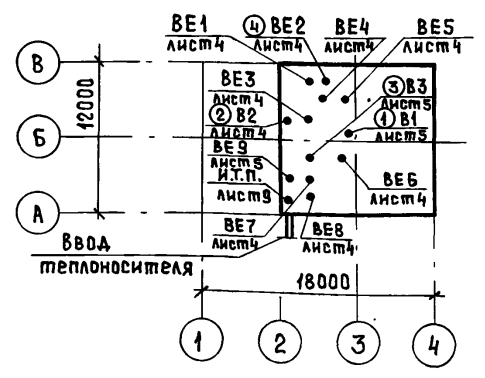 ВЕ1
лист4
④ ВЕ2
лист4
ВЕ4
лист4
ВЕ5
лист4
В
ВЕ3
лист4
③ В3
лист5
12000
② В2
лист4
① В1
лист5
Б
ВЕ9
лист5
И.Т.П.
лист9
ВЕ6
лист4
А
ВЕ7
лист4
ВЕ8
лист4
ВВОД
теплоносителя
18000
1
2
3
4